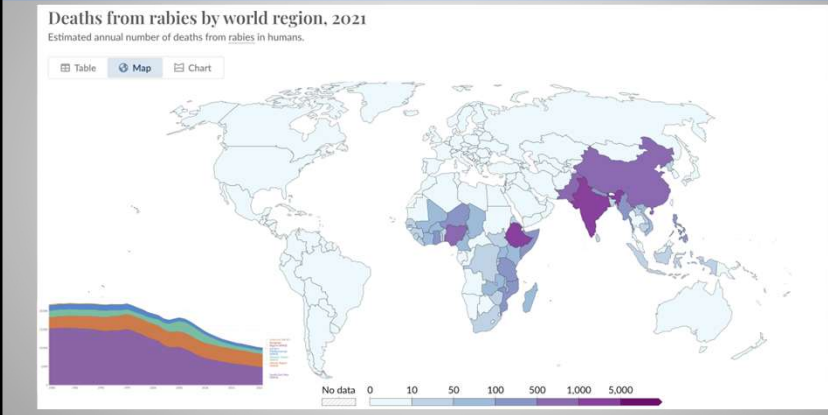 Deaths from rabies by world region, 2021
Estimated annual number of deaths from rabies in humans.
Table Map Chart
No data 0 10 50 100 500 1,000 5,000